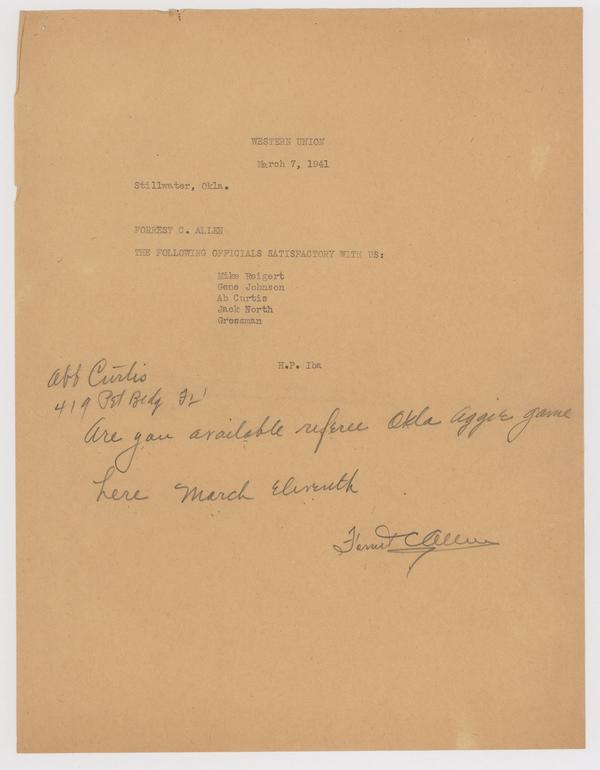 WESTERN UNION
March 7, 1941
Stillwater, Okla.
FORREST C. ALLEN
THE FOLLOWING OFFICIALS SATISFACTORY WITH US:
Mike Reigert
Gene Johnson
Ab Curtis
Jack North
Grossman
H.P. Iba
Abb Curtis
419 Pet Bldg
Are you available referee Okla Aggie game
here March Eleventh
Forrest C Allen